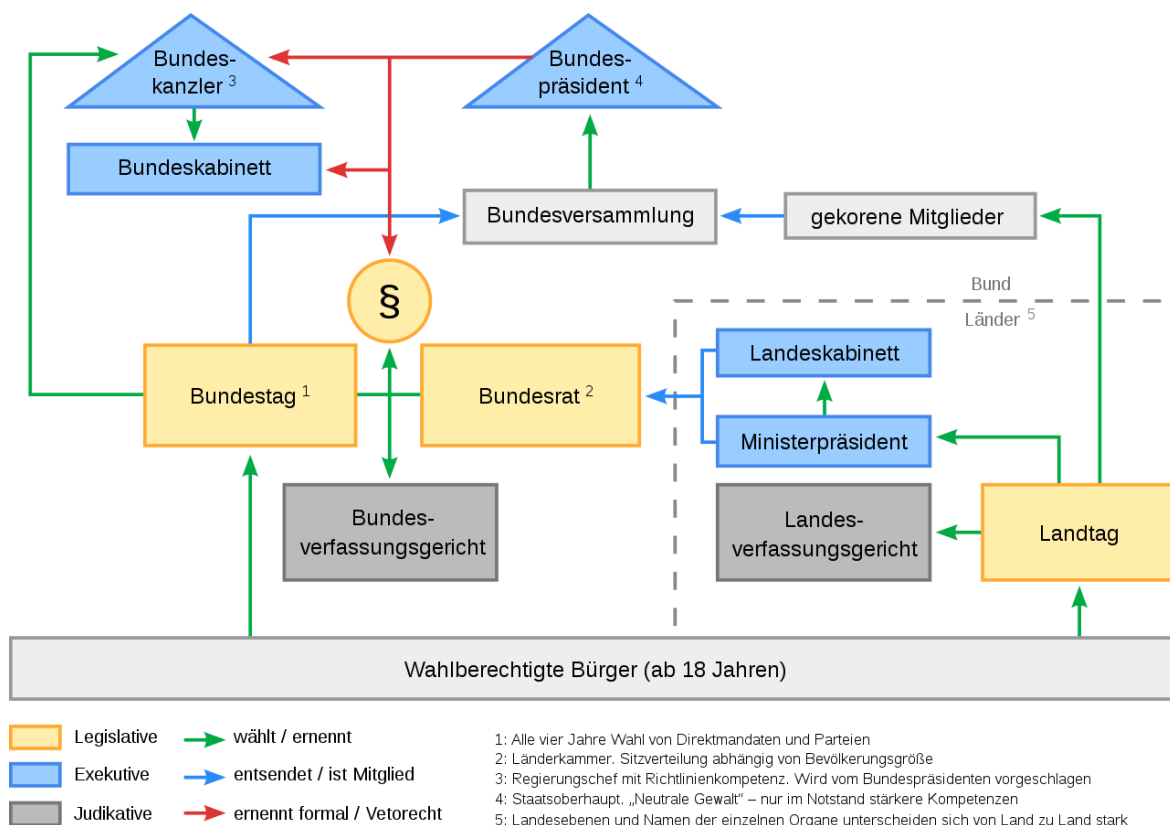 Bundes-
kanzler 3
Bundes-
präsident 4
Bundeskabinett
Bundesversammlung
gekorene Mitglieder
§
Bund
Länder 5
Landeskabinett
Bundestag 1
Bundesrat 2
Ministerpräsident
Bundes-
verfassungsgericht
Landes-
verfassungsgericht
Landtag
Wahlberechtigte Bürger (ab 18 Jahren)
Legislative
wählt / ernennt
Exekutive
entsendet / ist Mitglied
Judikative
ernennt formal / Vetorecht
1: Alle vier Jahre Wahl von Direktmandaten und Parteien
2: Länderkammer. Sitzverteilung abhängig von Bevölkerungsgröße
3: Regierungschef mit Richtlinienkompetenz. Wird vom Bundespräsidenten vorgeschlagen
4: Staatsoberhaupt. „Neutrale Gewalt“ – nur im Notstand stärkere Kompetenzen
5: Landesebenen und Namen der einzelnen Organe unterscheiden sich von Land zu Land stark